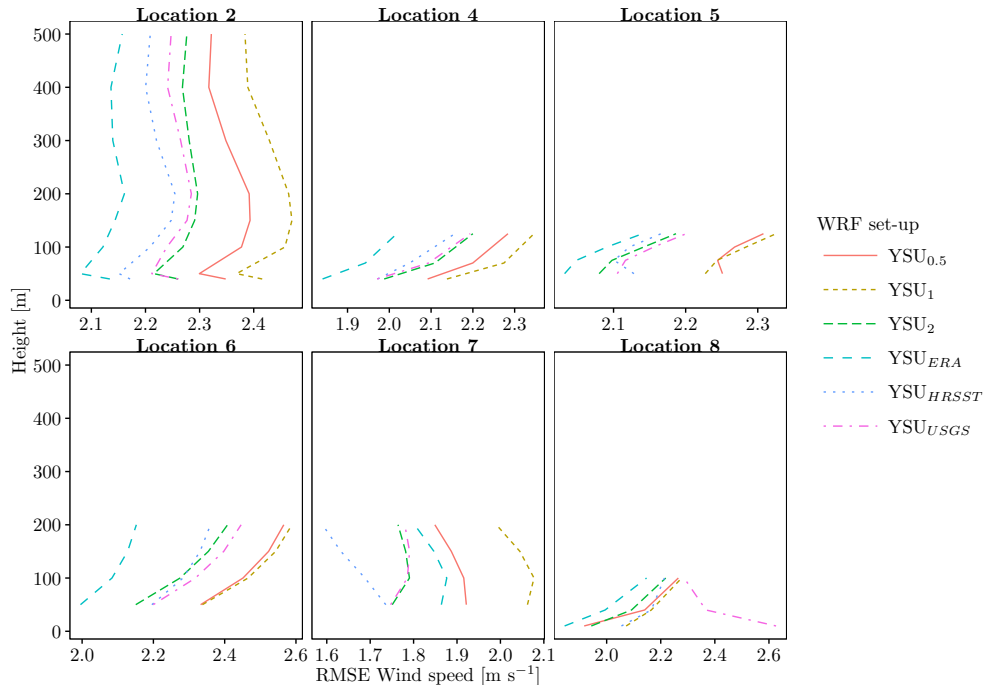 Location 2
Location 4
Location 5
500
400
300
200
100
0
2.1 2.2 2.3 2.4
1.9 2.0 2.1 2.2 2.3
2.1 2.2 2.3
Height [m]
Location 6
Location 7
Location 8
500
400
300
200
100
0
2.0 2.2 2.4 2.6
1.6 1.7 1.8 1.9 2.0 2.1
2.0 2.2 2.4 2.6
RMSE Wind speed [m s⁻¹]
WRF set-up
YSU₀.₅
YSU₁
YSU₂
YSU_ERA
YSU_HRSST
YSU_USGS